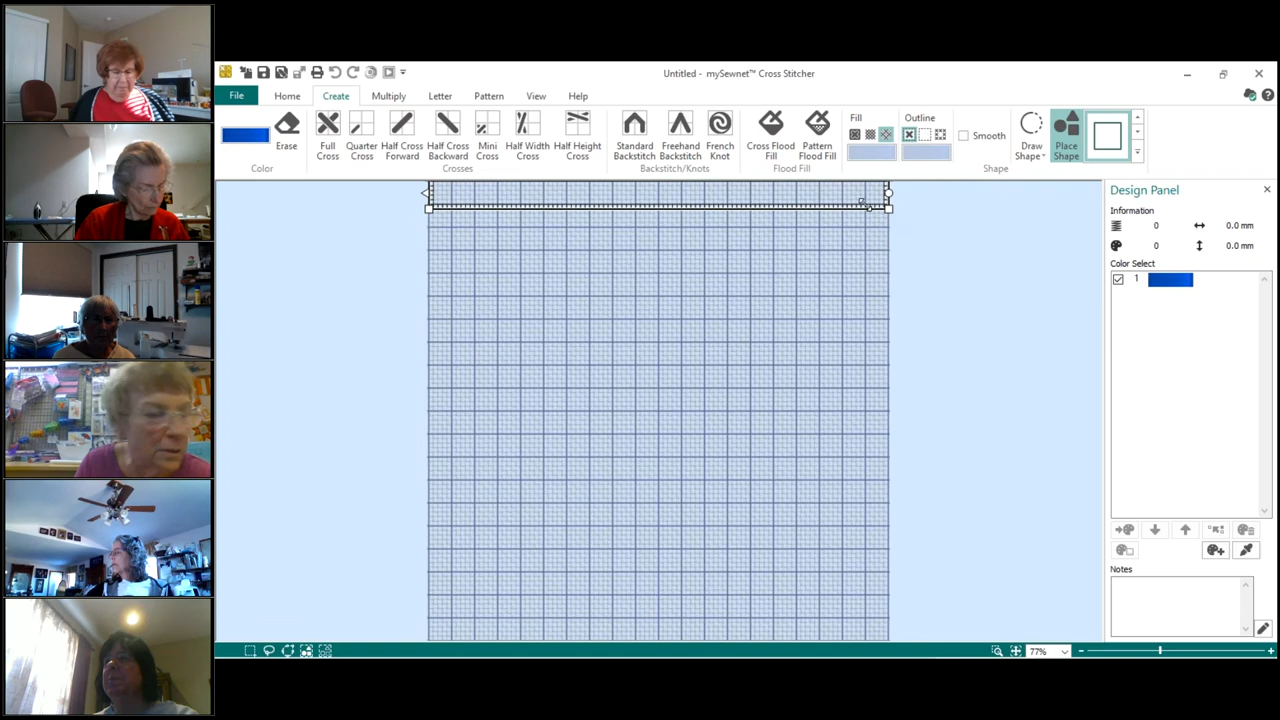 Untitled - mySewnet™ Cross Stitcher
File Home Create Multiply Letter Pattern View Help
Erase
Color
Full Cross
Quarter Cross
Half Cross Forward
Half Cross Backward
Mini Cross
Half Width Cross
Half Height Cross
Crosses
Standard Backstitch
Freehand Backstitch
French Knot
Backstitch/Knots
Cross Flood Fill
Pattern Flood Fill
Flood Fill
Fill
Outline
Smooth
Draw Shape
Place Shape
Shape
Design Panel
Information
0 0.0 mm
0 0.0 mm
Color Select
1
Notes
77%